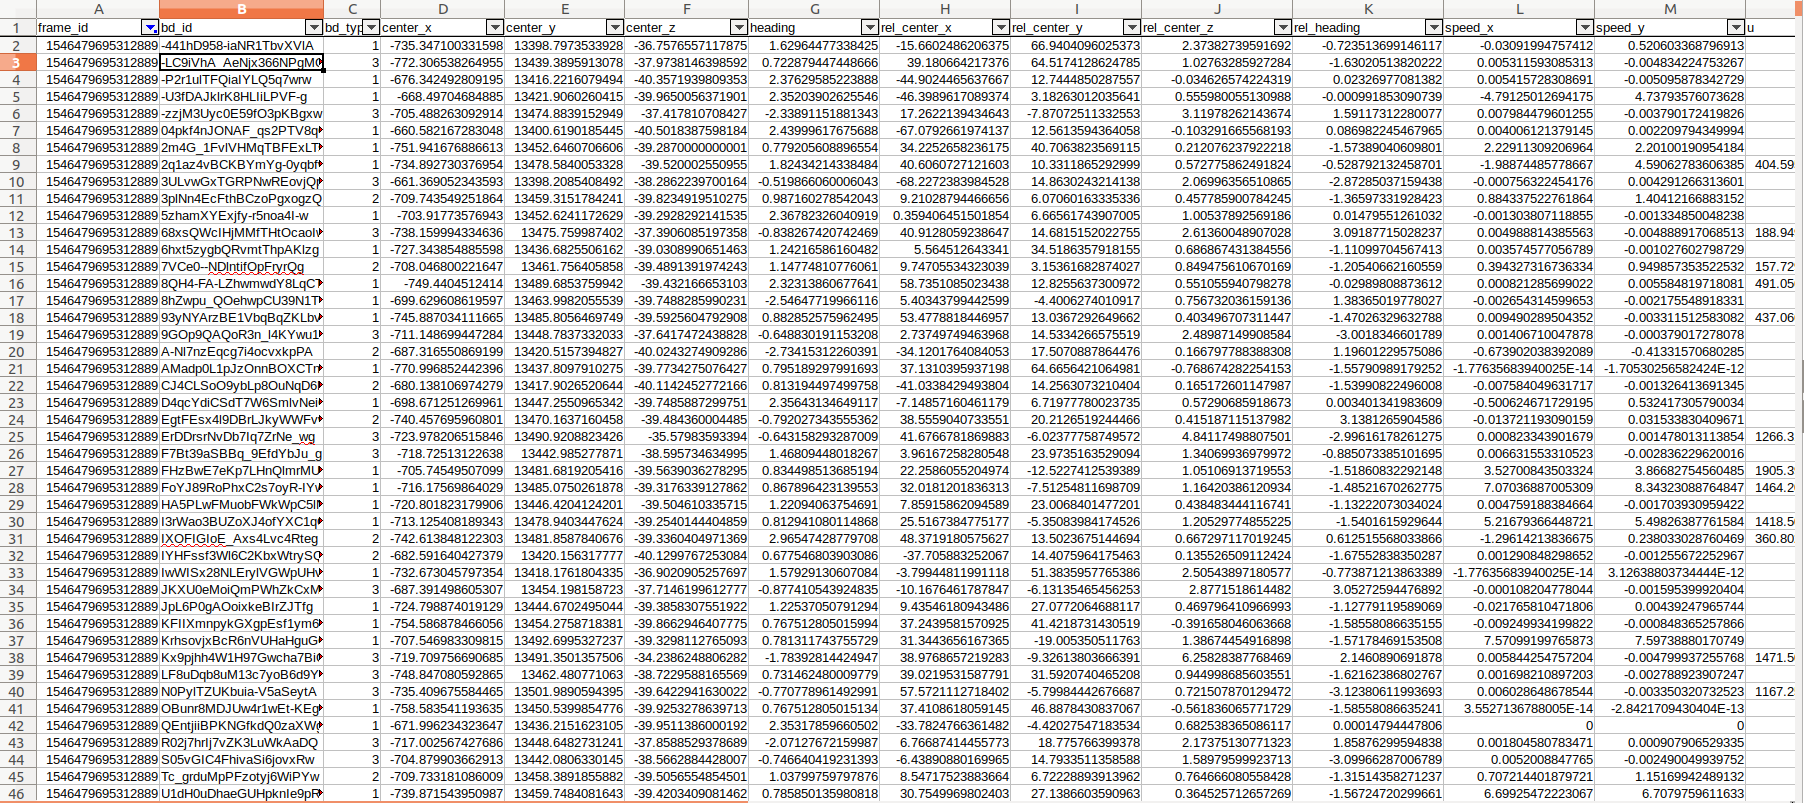 A B C D E F G H I J K L M
1 frame_id bd_id bd_typ center_x center_y center_z heading rel_center_x rel_center_y rel_center_z rel_heading speed_x speed_y u
2 1546479695312889 -441hD958-iaNR1TbvXVlA 1 -735.347100331598 13398.7973533928 -36.7576557117875 1.62964477338425 -15.6602486206375 66.9404096025373 2.37382739591692 -0.723513699146117 -0.03091994757412 0.520603368796913
3 1546479695312889 -LC9iVhA_AeNjx366NPgM0 3 -772.306538264955 13439.3895913078 -37.9738146398592 0.722879447448666 39.180664217376 64.5174128624785 1.02763285927284 -1.63020513820222 0.005311593085313 -0.004834224753267
4 1546479695312889 -P2r1ulTFQialYLQ5q7wrw 1 -676.342492809195 13416.2216079494 -40.3571939809353 2.37629585223888 -44.9024464237667 12.7444850287557 -0.034626574224319 0.02326977081382 0.005415728308691 -0.005095878342729
5 1546479695312889 -U3fDAJklrK8HLIiLPVF-g 1 -668.49704684885 13421.9060260415 -39.9650056371901 2.35203902625546 -46.3989617089374 3.18263012035641 0.555980055130988 -0.000991853090739 -4.79125012694175 4.73793576073628
6 1546479695312889 -zzjM3Uyc0E59fO3pKBgxw 3 -705.488263092914 13474.8839152949 -37.417810708427 -2.33891151881343 17.2622139434643 -7.87072511332553 3.11978262143674 1.59117312280077 0.007984479601255 -0.003790172419826
7 1546479695312889 04pkf4nJONAF_qs2PTV8q 1 -660.582167283048 13400.6190185445 -40.5018387598184 2.43999617675688 -67.0792661974137 12.5613594364058 -0.103291665568193 0.086982245467965 0.004006121379145 0.002209794349994
8 1546479695312889 2m4G_1FvlVHMqTBFExLT 1 -751.941676886613 13452.6460706606 -39.2870000000001 0.779205608896554 34.2252658236175 40.7063823569115 0.212076237922218 -1.57389040609801 2.22911309206964 2.20100190954184
9 1546479695312889 2q1az4vBCKBYmYg-0yqbf 1 -734.892730376954 13478.5840053328 -39.520002550955 1.82434214338484 40.6060727121603 10.3311865292999 0.572775862491824 -0.528792132458701 -1.98874485778667 4.59062783606385 404.59
10 1546479695312889 3ULvwGxTGRPNwREovjQ 3 -661.369052343593 13398.2085408492 -38.2862239700164 -0.519866060006043 -68.2272383984528 14.8630243214138 2.06996356510865 -2.87285037159438 -0.000756322454176 0.004291266313601
11 1546479695312889 3plNn4EcFthBCzoPgxogzQ 2 -709.743549251864 13459.3151784241 -39.8234919510275 0.987160278542043 9.21028794466656 6.07060163335336 0.457785900784245 -1.36597331928423 0.884337522761864 1.40412166883152
12 1546479695312889 5zhamXYExjfy-r5noa4I-w 1 -703.91773576943 13452.6241172629 -39.2928292141535 2.36782326040919 0.359406451501854 6.66561743907005 1.00537892569186 0.01479551261032 -0.001303807118855 -0.001334850048238
13 1546479695312889 68xsQWcIHjMMfTHtOcaoI 3 -738.159994334636 13475.759987402 -37.3906085197358 -0.838267420742469 40.9128059238647 14.6815152022755 2.61360048907028 3.09187715028237 0.004988814385563 -0.004888917068513 188.94
14 1546479695312889 6hxt5zygbQRvmtThpAKlzg 1 -727.343854885598 13436.6825506162 -39.0308990651463 1.24216586160482 5.564512643341 34.5186357918155 0.686867431384556 -1.11099704567413 0.003574577056789 -0.001027602798729
15 1546479695312889 7VCe0--NDlntifOpFryrQg 2 -708.046800221647 13461.756405858 -39.4891391974243 1.14774810776061 9.74705534323039 3.15361682874027 0.849475610670169 -1.20540662160559 0.394327316736334 0.949857353522532 157.72
16 1546479695312889 8QH4-FA-LZhwmwdY8LqC 1 -749.4404512414 13489.6853759942 -39.432166653103 2.32313860677641 58.7351085023438 12.8255637300972 0.551055940798278 -0.02989808873612 0.000821285699022 0.005584819718081 491.05
17 1546479695312889 8hZwpu_QOehwpCU39N1T 1 -699.629608619597 13463.9982055539 -39.7488285990231 -2.54647719966116 5.40343799442599 -4.4006274010917 0.756732036159136 1.38365019778027 -0.002654314599653 -0.002175548918331
18 1546479695312889 93yNYArzBE1VbqBqZKLb 1 -745.887034111665 13485.8056469749 -39.5925604792908 0.882852575962495 53.4778818446957 13.0367292649662 0.403496707311447 -1.47026329632788 0.009490289504352 -0.003311512583082 437.06
19 1546479695312889 9GOp9QAQoR3n_l4KYwu1 3 -711.148699447284 13448.7837332033 -37.6417472438828 -0.648830191153208 2.73749749463968 14.5334266575519 2.48987149908584 -3.0018346601789 0.001406710047878 -0.000379017278078
20 1546479695312889 A-Nl7nzEqcg7i4ocvxkpPA 2 -687.316550869199 13420.5157394827 -40.0243274909286 -2.73415312260391 -34.1201764084053 17.5070887864476 0.166797788388308 1.19601229575086 -0.673902038392089 -0.41331570680285
21 1546479695312889 AMadp0L1pJzOnnBOXCTr 1 -770.996852442396 13437.8097910275 -39.7734275076427 0.795189297991693 37.1310395937198 64.6656421064981 -0.768674282254153 -1.55790989179252 -1.77635683940025E-14 -1.70530256582424E-12
22 1546479695312889 CJ4CLSoO9ybLp8OuNqD6 2 -680.138106974279 13417.9026520644 -40.1142452772166 0.813194497499758 -41.0338429493804 14.2563073210404 0.165172601147987 -1.53990822496008 -0.007584049631717 -0.001326413691345
23 1546479695312889 D4qcYdiCSdT7W6SmlvNei 1 -698.671251269961 13447.2550965342 -39.7485887299751 2.35643134649117 -7.14857160461179 6.71977780023735 0.57290685918673 0.003401341983609 -0.500624671729195 0.532417305790034
24 1546479695312889 EgtFEsx4l9DBrLJkyWWFv 2 -740.457695960801 13470.1637160458 -39.484360004485 -0.792027343555362 38.5559040733551 20.2126519244466 0.415187115137982 3.1381265904586 -0.013721193090159 0.031533830409671
25 1546479695312889 ErDDrsrNvDb7Iq7ZrNe_wg 3 -723.978206515846 13490.9208823426 -35.57983593394 -0.643158293287009 41.6766781869883 -6.02377758749572 4.84117498807501 -2.99616178261275 0.000823343901679 0.001478013113854 1266.3
26 1546479695312889 F7Bt39aSBBq_9EfdYbJu_g 3 -718.72513122638 13442.985277871 -38.595734634995 1.46809448018267 3.96167258280548 23.9735163529094 1.34069936979972 -0.885073385101695 0.006631553310523 -0.002836229620016
27 1546479695312889 FHzBwE7eKp7LHnQlmrMU 1 -705.74549507099 13481.6819205416 -39.5639036278295 0.834498513685194 22.2586055204974 -12.5227412539389 1.05106913719553 -1.51860832292148 3.52700843503324 3.86682754560485 1905.3
28 1546479695312889 FoYJ89RoPhxC2s7oyR-lY 1 -716.17569864029 13485.0750261878 -39.3176339127862 0.867896423139553 32.0181201836313 -7.51254811698709 1.16420386120934 -1.48521670262775 7.07036887005309 8.34323088764847 1464.2
29 1546479695312889 HA5PLwFMuobFWkWpC5I 1 -720.801823179906 13446.4204124201 -39.504610335715 1.22094063754691 7.85915862094589 23.0068401477201 0.438483444116741 -1.13222073034024 0.00475918838466​4 -0.001703930959422
30 1546479695312889 I3rWao3BUZoXJ4ofYXC1q 1 -713.125408189343 13478.9403447624 -39.2540144404859 0.812941080114868 25.5167384775177 -5.35083984174526 1.20529774855225 -1.5401615929644 5.21679366448721 5.49826387761584 1418.5
31 1546479695312889 IXOFIGIoE_Axs4Lvc4Rteg 2 -742.613848122303 13481.8587840676 -39.3360404971369 2.96547428779708 48.3719180575627 13.5023675144694 0.667297117019245 0.612515568033866 -1.29614213836675 0.238033028760469 360.80
32 1546479695312889 IYHFssf3Wl6C2KbxWtrySQ 2 -682.591640427379 13420.156317777 -40.1299767253084 0.677546803903086 -37.705883252067 14.4075964175463 0.135526509112424 -1.67552838350287 0.001290848298652 -0.001255672252967
33 1546479695312889 IwWISx28NLErylVGWpUH 1 -732.673045797354 13418.1761804335 -36.9020905257697 1.57929130607084 -3.79944811991118 51.3835957765386 2.50543897180577 -0.773871213863389 -1.77635683940025E-14 3.12638803734444E-12
34 1546479695312889 JKXU0eMoiQmPWhZkCxM 3 -687.391498605307 13454.198158723 -37.7146199612777 -0.877410543924835 -10.1676461787847 -6.13135465456253 2.8771518614482 3.05272594476892 -0.000108204778044 -0.001595399920404
35 1546479695312889 JpL6P0gAOoixkeBIrZJTfg 1 -724.798874019129 13444.6702495044 -39.3858307551922 1.22537050791294 9.43546180943486 27.0772064688117 0.469796410966993 -1.12779119589069 -0.021765810471806 0.00439247965744
36 1546479695312889 KFIIXmnpykGXgpEsf1ym6 1 -754.586878466056 13454.2758718381 -39.8662946407775 0.767512805015994 37.2439581570925 41.4218731430519 -0.391658046063668 -1.58558086635155 -0.009249934199822 -0.000848365257866
37 1546479695312889 KrhsovjxBcR6nVUHaHguG 1 -707.546983309815 13492.6995327237 -39.3298112765093 0.781311743755729 31.3443656167365 -19.005350511763 1.38674454916898 -1.57178469153508 7.57099199765873 7.59738880170749
38 1546479695312889 Kx9pjhh4W1H97Gwcha7Bi 3 -719.709756690685 13491.3501357506 -34.2386248806282 -1.78392814424947 38.9768657219283 -9.32613803666391 6.25828387768469 2.1460890691878 0.005844254757204 -0.004799937255768 1471.5
39 1546479695312889 LF8uDqb8uM13c7yoB6d9Y 3 -748.847080592865 13462.480771063 -38.7229588165569 0.731462480009779 39.0219531587791 31.5920740465208 0.944998685603551 -1.62162386802767 0.001698210897203 -0.002788923907247
40 1546479695312889 N0PylTZUKbuia-V5aSeytA 3 -735.409675584465 13501.9890594395 -39.6422941630022 -0.770778961492991 57.5721112718402 -5.79984442676687 0.721507870129472 -3.12380611993693 0.006028648678544 -0.003350320732523 1167.2
41 1546479695312889 OBunr8MDJUw4r1wEt-KEg 1 -758.583541193635 13450.5399854776 -39.9253278639713 0.767512805015134 37.4108618059145 46.8878430837067 -0.561836065771729 -1.58558086635241 3.5527136788005E-14 -2.8421709430404E-13
42 1546479695312889 QEntjiiBPKNGfkdQ0zaXW 1 -671.996234323647 13436.2151623105 -39.9511386000192 2.35317859660502 -33.7824766361482 -4.42027547183534 0.682538365086117 0.00014794447806 0 0
43 1546479695312889 R02j7hrIj7vZK3LuWkAaDQ 3 -717.002567427686 13448.6482731241 -37.8588529378689 -2.07127672159987 6.76687414455773 18.775766399378 2.17375130771323 1.85876299594838 0.001804580783471 0.000907906529335
44 1546479695312889 S05vGIC4FhivaSi6jovxRw 3 -704.879903662913 13442.0806330145 -38.5662884428007 -0.746640419231393 -6.43890880169965 14.7933511358588 1.58979599923713 -3.09966287006789 0.0052008847765 -0.002490049939752
45 1546479695312889 Tc_grduMpPFzotyj6WiPYw 2 -709.733181086009 13458.3891855882 -39.5056554854501 1.03799759797876 8.54717523883664 6.72228893913962 0.764666080558428 -1.31514358271237 0.707214401879721 1.15169942489132
46 1546479695312889 U1dH0uDhaeGUHpknIe9pR 1 -739.871543950987 13459.7484081643 -39.4203409081462 0.785850135980818 30.7549969802403 27.1386603590963 0.364525712657269 -1.56724720299661 6.69925472223067 6.7079759611633